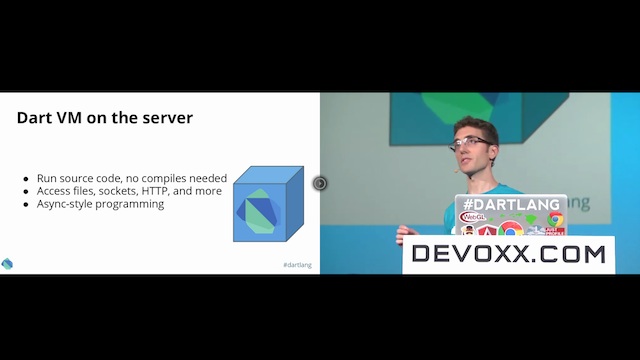 Dart VM on the server
● Run source code, no compiles needed
● Access files, sockets, HTTP, and more
● Async-style programming
#dartlang
#DARTLANG
WebGL
DEVOXX.COM